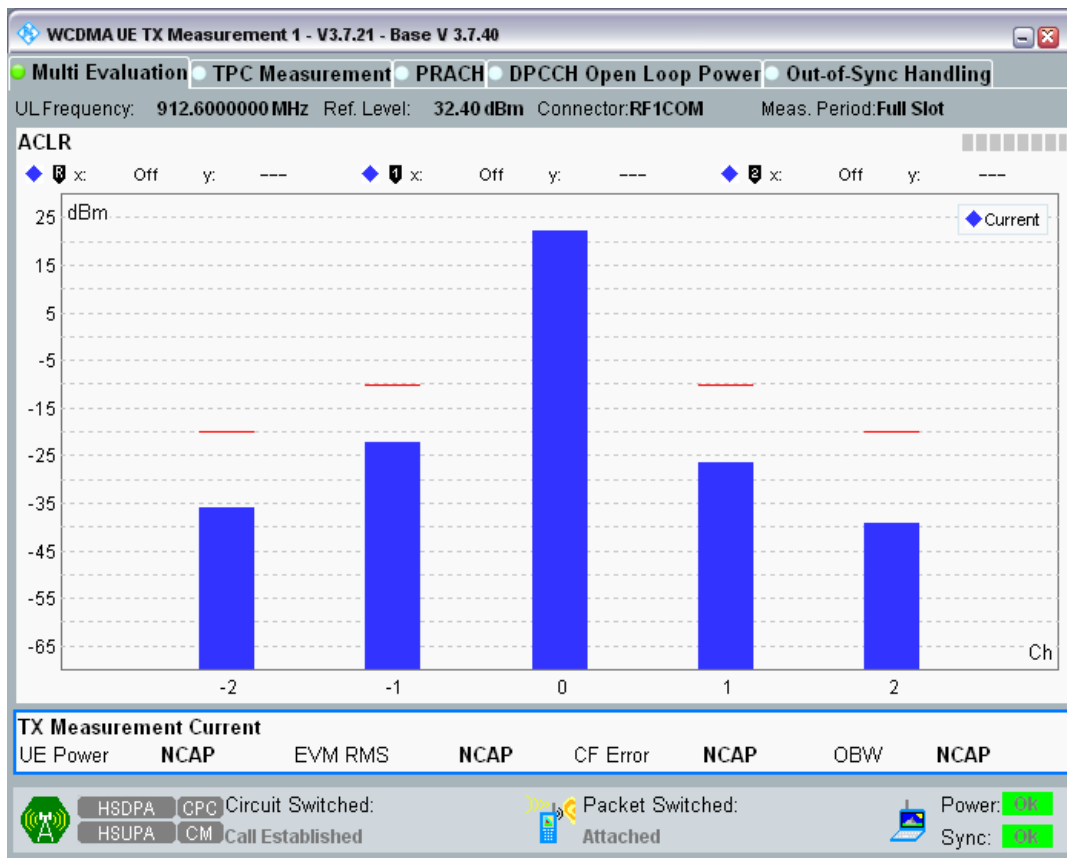 WCDMA UE TX Measurement 1 - V3.7.21 - Base V 3.7.40
Multi Evaluation TPC Measurement PRACH DPCCH Open Loop Power Out-of-Sync Handling
UL Frequency: 912.6000000 MHz Ref. Level: 32.40 dBm Connector:RF1COM Meas. Period:Full Slot
ACLR
R x: Off y: --- 1 x: Off y: --- 2 x: Off y: ---
dBm
Current
25
15
5
-5
-15
-25
-35
-45
-55
-65
Ch
-2 -1 0 1 2
TX Measurement Current
UE Power NCAP EVM RMS NCAP CF Error NCAP OBW NCAP
HSDPA CPC Circuit Switched: Packet Switched: Power: Ok
HSUPA CM Call Established Attached Sync: Ok